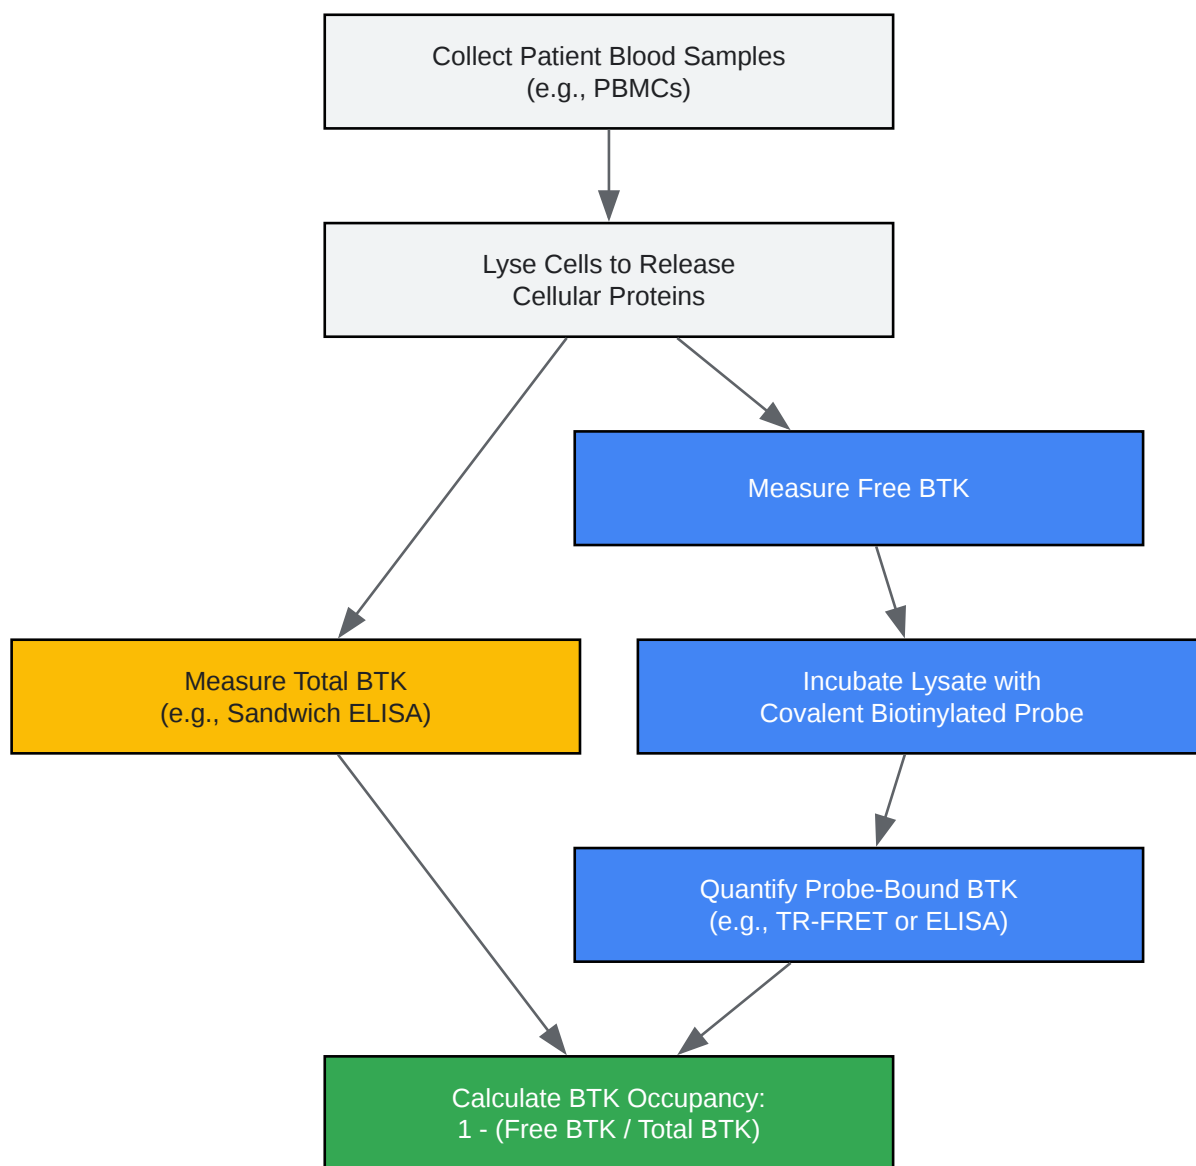 Collect Patient Blood Samples
(e.g., PBMCs)
Lyse Cells to Release
Cellular Proteins
Measure Free BTK
Measure Total BTK
(e.g., Sandwich ELISA)
Incubate Lysate with
Covalent Biotinylated Probe
Quantify Probe-Bound BTK
(e.g., TR-FRET or ELISA)
Calculate BTK Occupancy:
1 - (Free BTK / Total BTK)